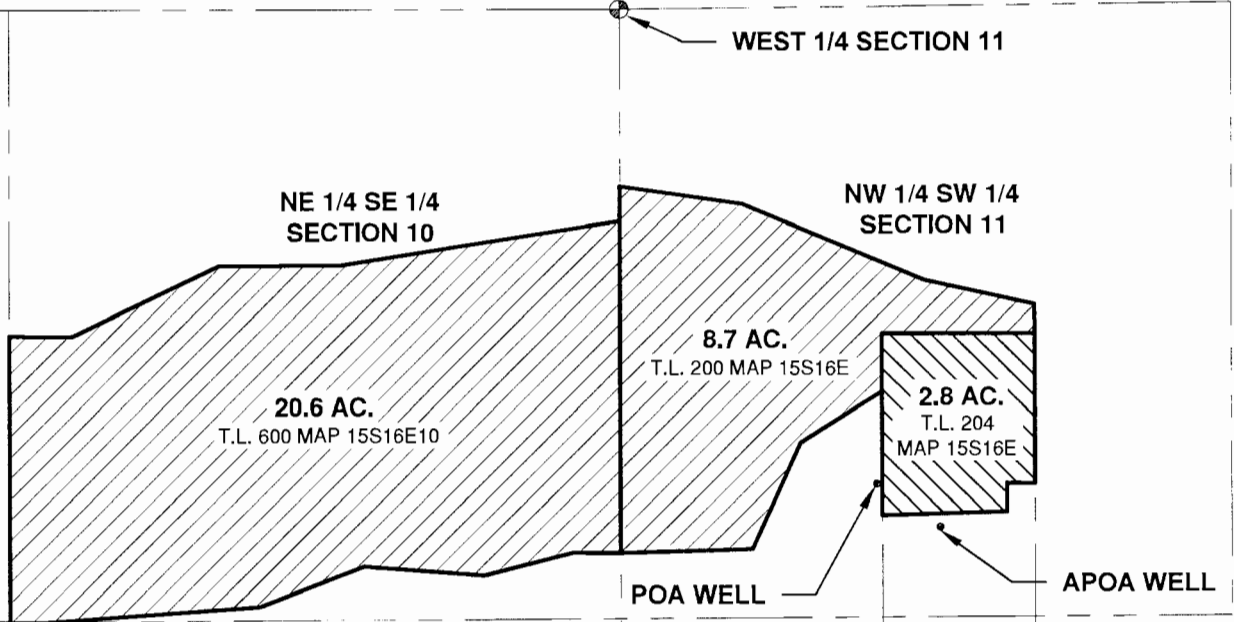 WEST 1/4 SECTION 11
NE 1/4 SE 1/4
SECTION 10
NW 1/4 SW 1/4
SECTION 11
8.7 AC.
T.L. 200 MAP 15S16E
20.6 AC.
T.L. 600 MAP 15S16E10
2.8 AC.
T.L. 204
MAP 15S16E
POA WELL
APOA WELL